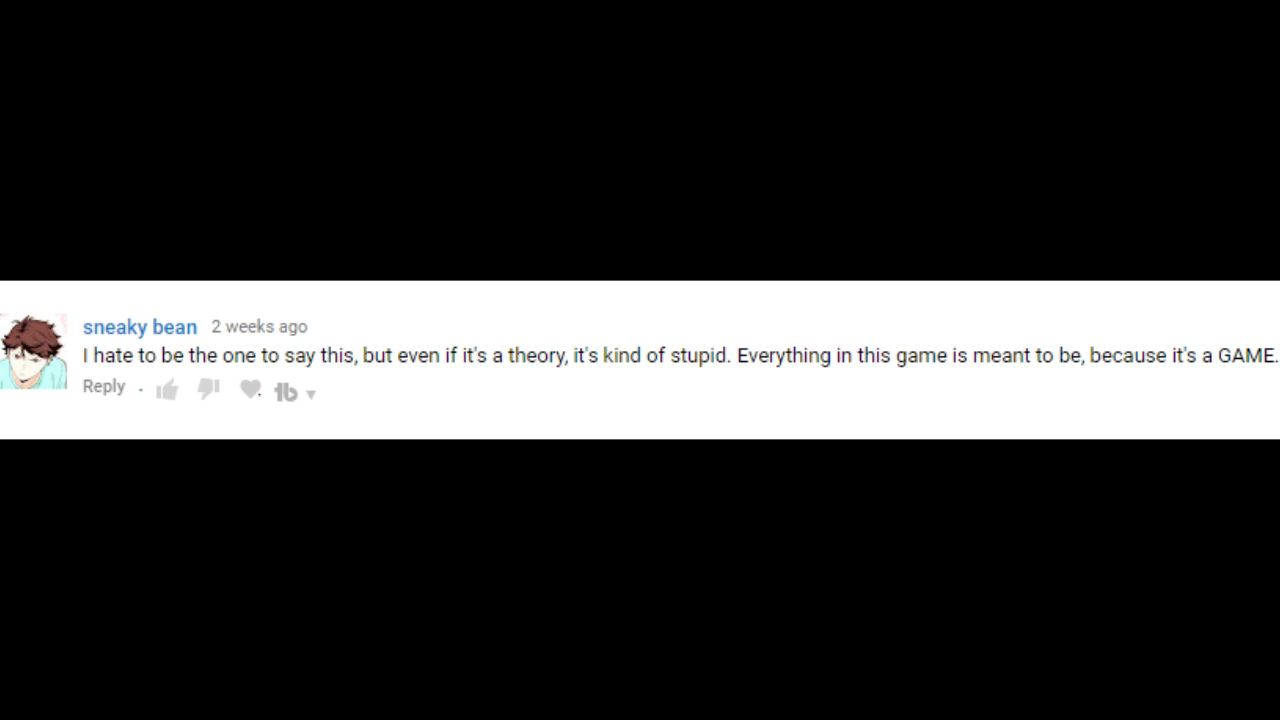 sneaky bean 2 weeks ago
I hate to be the one to say this, but even if it's a theory, it's kind of stupid. Everything in this game is meant to be, because it's a GAME.
Reply · tb ▼